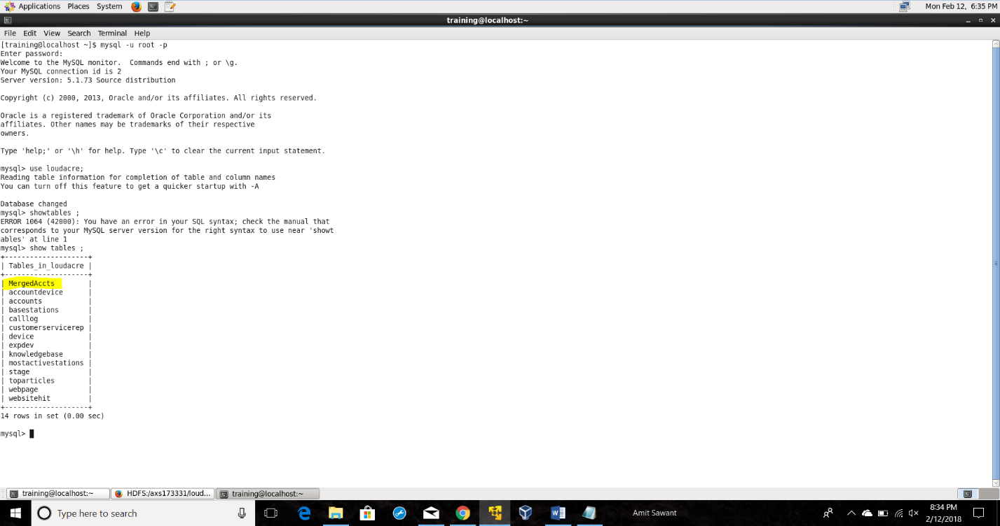 Applications Places System Mon Feb 12, 6:35 PM
training@localhost:~
File Edit View Search Terminal Help
[training@localhost ~]$ mysql -u root -p
Enter password:
Welcome to the MySQL monitor.  Commands end with ; or \g.
Your MySQL connection id is 2
Server version: 5.1.73 Source distribution
Copyright (c) 2000, 2013, Oracle and/or its affiliates. All rights reserved.
Oracle is a registered trademark of Oracle Corporation and/or its
affiliates. Other names may be trademarks of their respective
owners.
Type 'help;' or '\h' for help. Type '\c' to clear the current input statement.
mysql> use loudacre;
Reading table information for completion of table and column names
You can turn off this feature to get a quicker startup with -A
Database changed
mysql> showtables ;
ERROR 1064 (42000): You have an error in your SQL syntax; check the manual that
corresponds to your MySQL server version for the right syntax to use near 'showt
ables' at line 1
mysql> show tables ;
+--------------------+
| Tables_in_loudacre |
+--------------------+
| MergedAccts        |
| accountdevice      |
| accounts           |
| basestations       |
| calllog            |
| customerservicerep |
| device             |
| expdev             |
| knowledgebase      |
| mostactivestations |
| stage              |
| toparticles        |
| webpage            |
| websitehit         |
+--------------------+
14 rows in set (0.00 sec)
mysql>
training@localhost:~ HDFS:/axs173331/loud... training@localhost:~
Type here to search Amit Sawant 8:34 PM
2/12/2018